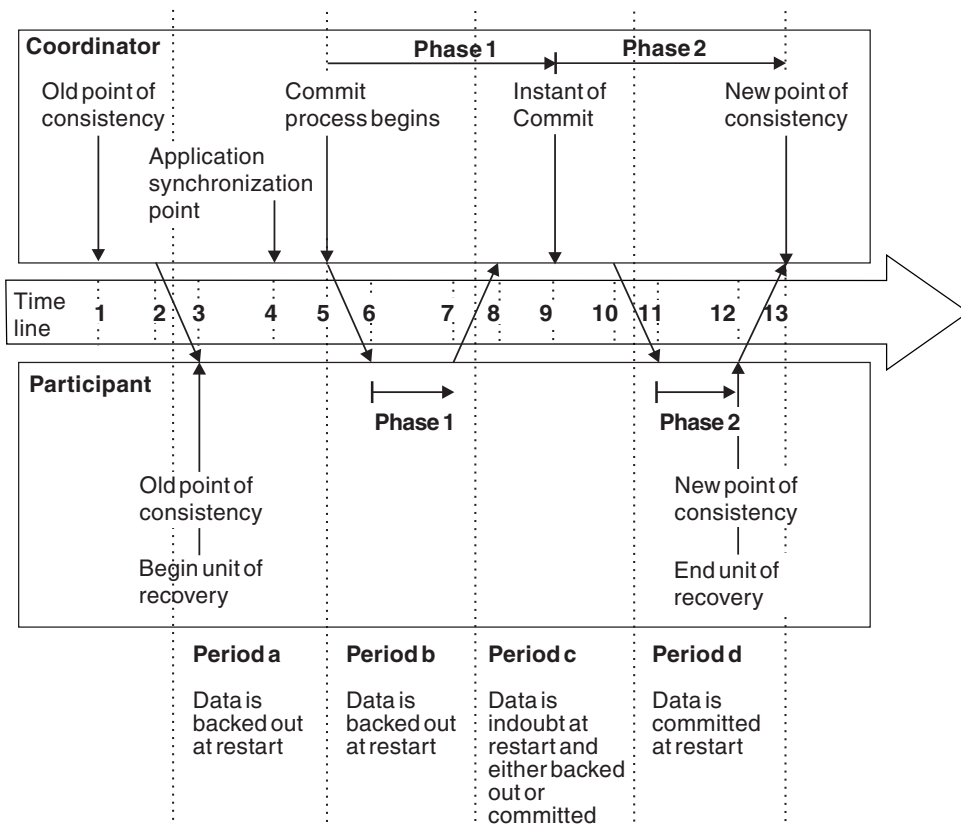 Coordinator
Phase 1
Phase 2
Old point of
consistency
Commit
process begins
Instant of
Commit
New point of
consistency
Application
synchronization
point
Time
line
1 2 3 4 5 6 7 8 9 10 11 12 13
Participant
Phase 1
Phase 2
Old point of
consistency
New point of
consistency
Begin unit of
recovery
End unit of
recovery
Period a
Data is
backed out
at restart
Period b
Data is
backed out
at restart
Period c
Data is
indoubt at
restart and
either backed
out or
committed
Period d
Data is
committed
at restart